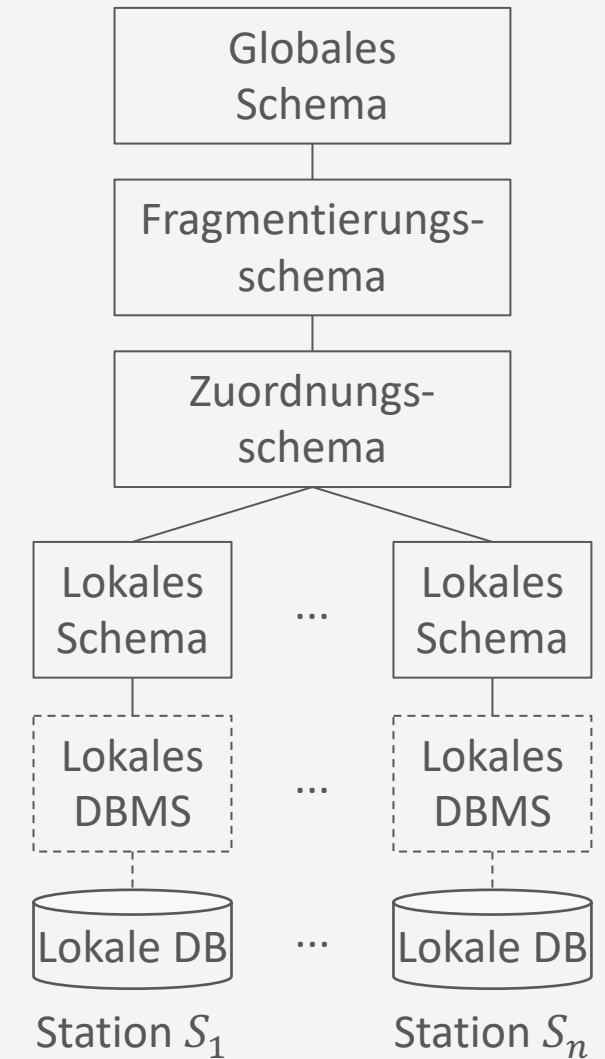 Globales
Schema
Fragmentierungs-
schema
Zuordnungs-
schema
Lokales
Schema
...
Lokales
Schema
Lokales
DBMS
...
Lokales
DBMS
Lokale DB
...
Lokale DB
Station S₁
Station Sₙ